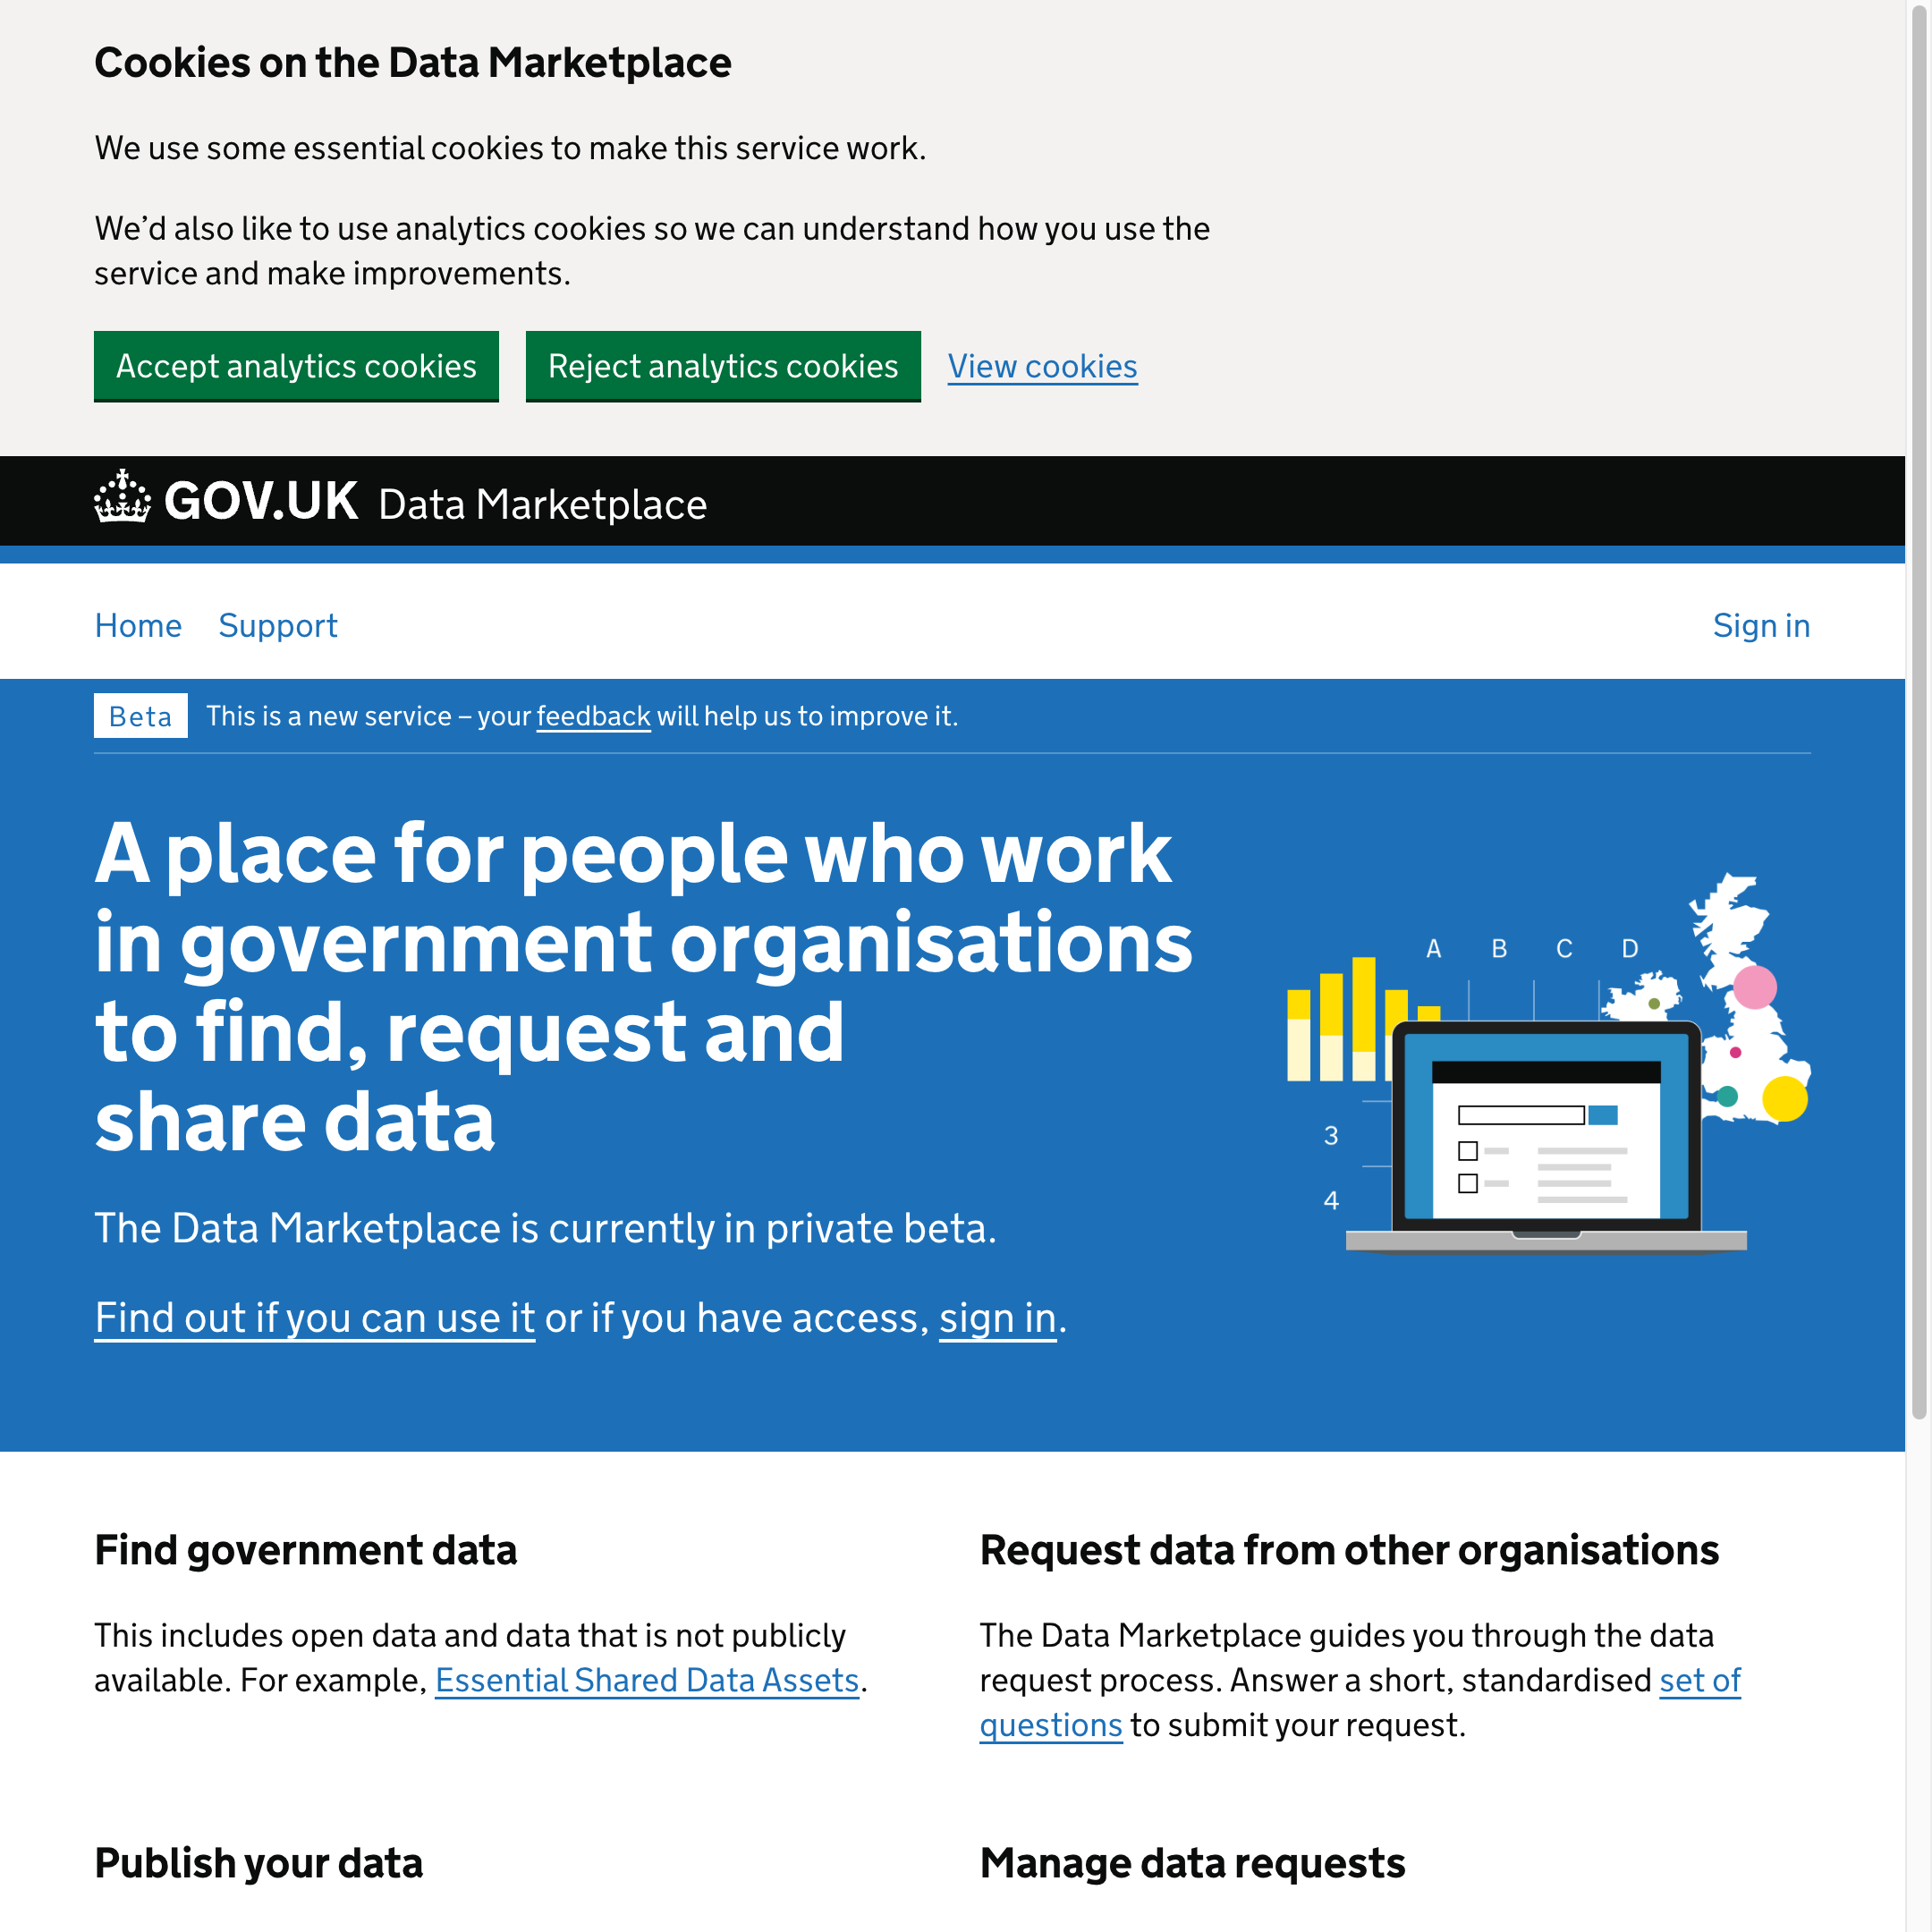 Cookies on the Data Marketplace
We use some essential cookies to make this service work.
We’d also like to use analytics cookies so we can understand how you use the
service and make improvements.
Accept analytics cookies Reject analytics cookies View cookies
GOV.UK Data Marketplace
Home Support Sign in
Beta This is a new service – your feedback will help us to improve it.
A place for people who work
in government organisations
to find, request and
share data
The Data Marketplace is currently in private beta.
Find out if you can use it or if you have access, sign in.
A B C D
3
4
Find government data
This includes open data and data that is not publicly
available. For example, Essential Shared Data Assets.
Request data from other organisations
The Data Marketplace guides you through the data
request process. Answer a short, standardised set of
questions to submit your request.
Publish your data
Manage data requests